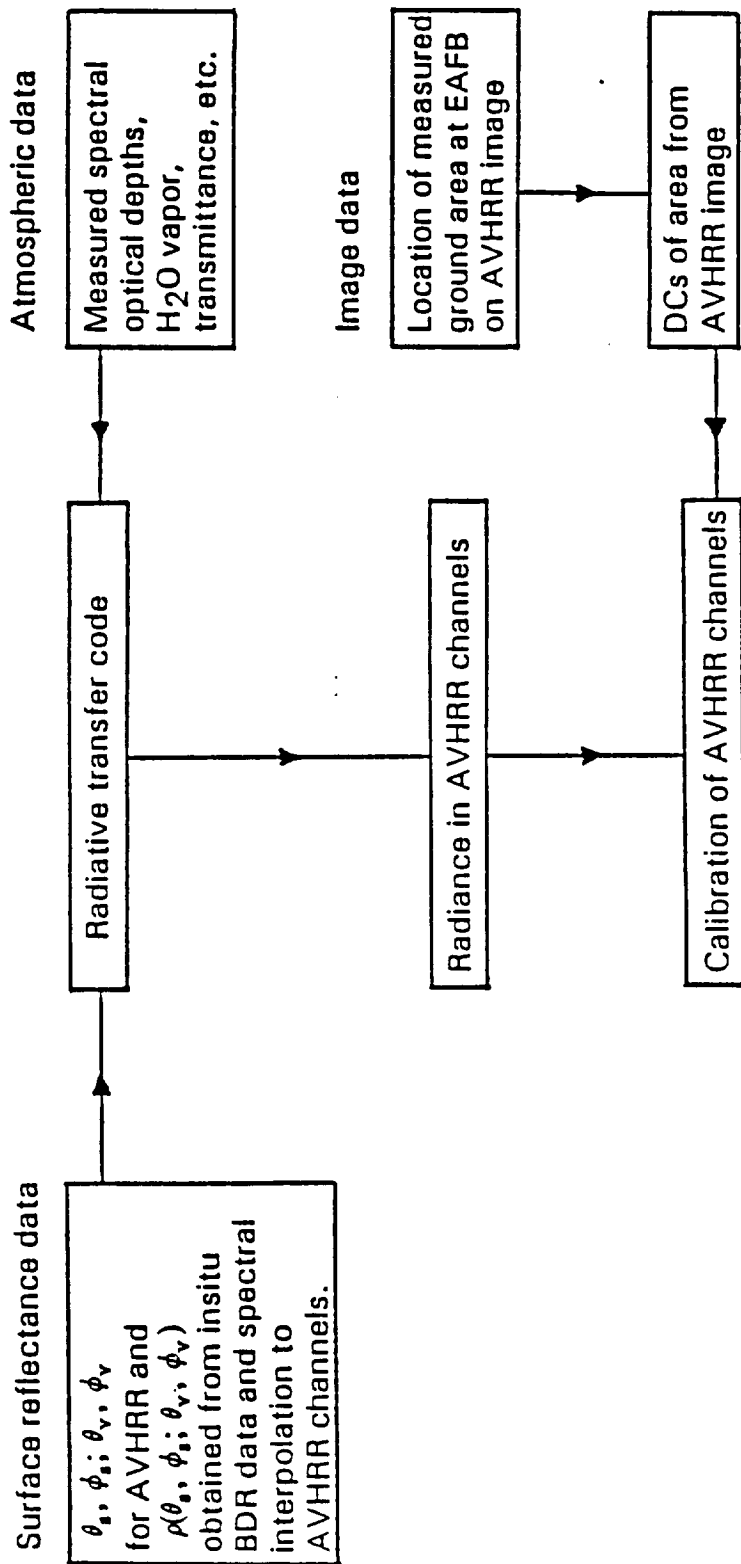 Surface reflectance data
θs, ϕs; θv, ϕv
for AVHRR and
ρ(θs, ϕs; θv, ϕv)
obtained from insitu
BDR data and spectral
interpolation to
AVHRR channels.
Radiative transfer code
Radiance in AVHRR channels
Calibration of AVHRR channels
Atmospheric data
Measured spectral
optical depths,
H2O vapor,
transmittance, etc.
Image data
Location of measured
ground area at EAFB
on AVHRR image
DCs of area from
AVHRR image